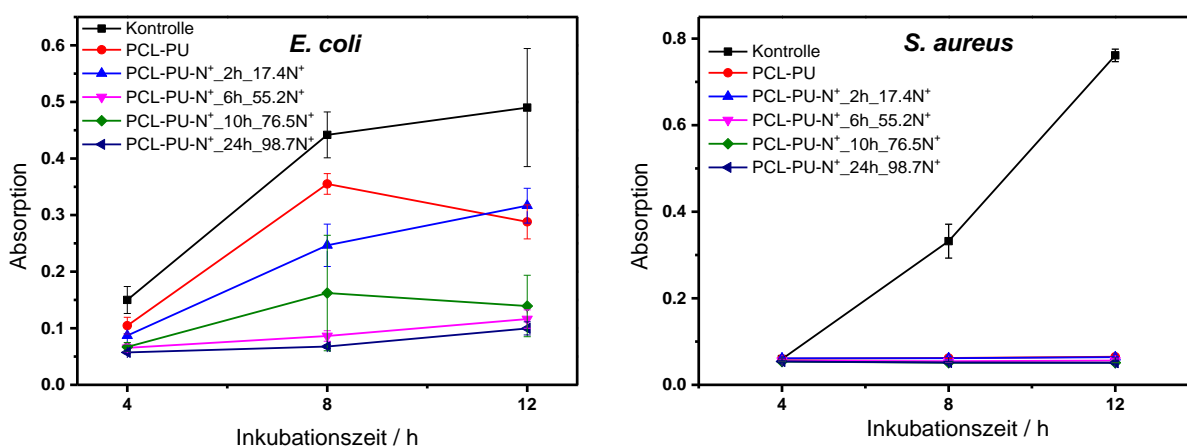 E. coli
Kontrolle
PCL-PU
PCL-PU-N⁺_2h_17.4N⁺
PCL-PU-N⁺_6h_55.2N⁺
PCL-PU-N⁺_10h_76.5N⁺
PCL-PU-N⁺_24h_98.7N⁺
Absorption
0.6
0.5
0.4
0.3
0.2
0.1
0.0
4
8
12
Inkubationszeit / h
S. aureus
Kontrolle
PCL-PU
PCL-PU-N⁺_2h_17.4N⁺
PCL-PU-N⁺_6h_55.2N⁺
PCL-PU-N⁺_10h_76.5N⁺
PCL-PU-N⁺_24h_98.7N⁺
Absorption
0.8
0.6
0.4
0.2
0.0
4
8
12
Inkubationszeit / h